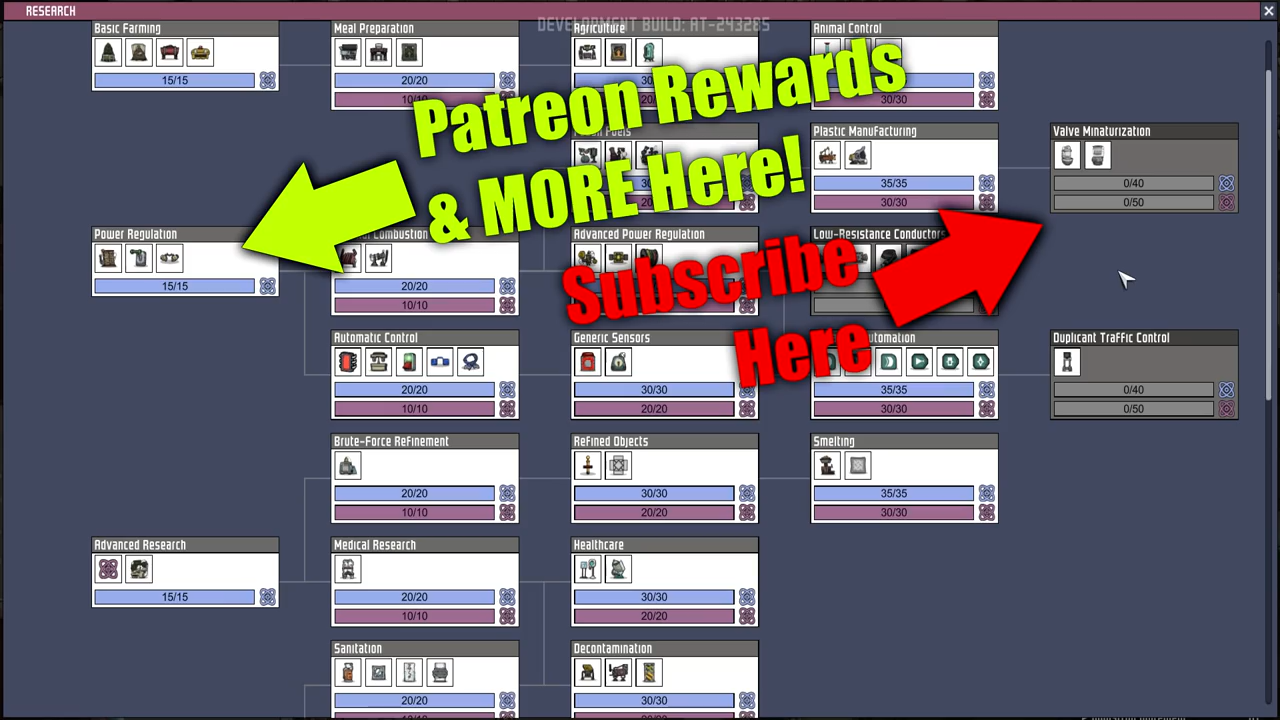 RESEARCH
DEVELOPMENT BUILD: AT-243285
Basic Farming
15/15
Meal Preparation
20/20
10/10
Agriculture
Animal Control
30/30
Patreon Rewards
& MORE Here!
Plastic Manufacturing
35/35
30/30
Valve Minaturization
0/40
0/50
Power Regulation
15/15
Combustion
20/20
10/10
Advanced Power Regulation
Low-Resistance Conductors
Subscribe
Here
Automatic Control
20/20
10/10
Generic Sensors
30/30
20/20
35/35
30/30
Duplicant Traffic Control
0/40
0/50
Brute-Force Refinement
20/20
10/10
Refined Objects
30/30
20/20
Smelting
35/35
30/30
Advanced Research
15/15
Medical Research
20/20
10/10
Healthcare
30/30
20/20
Sanitation
20/20
Decontamination
30/30